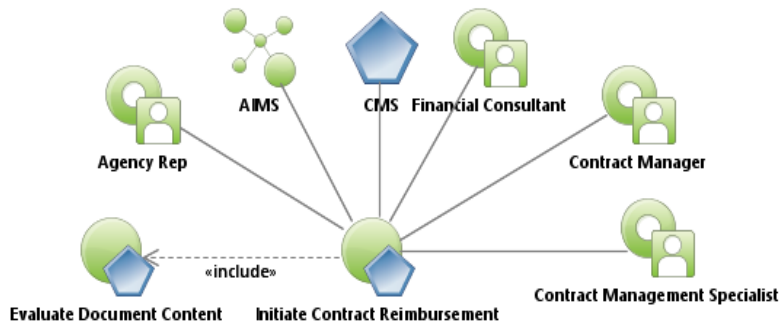 AIMS
CMS
Financial Consultant
Agency Rep
Contract Manager
«include»
Contract Management Specialist
Evaluate Document Content
Initiate Contract Reimbursement